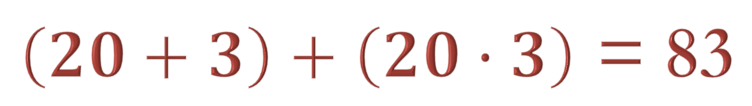 (20 + 3) + (20 · 3) = 83